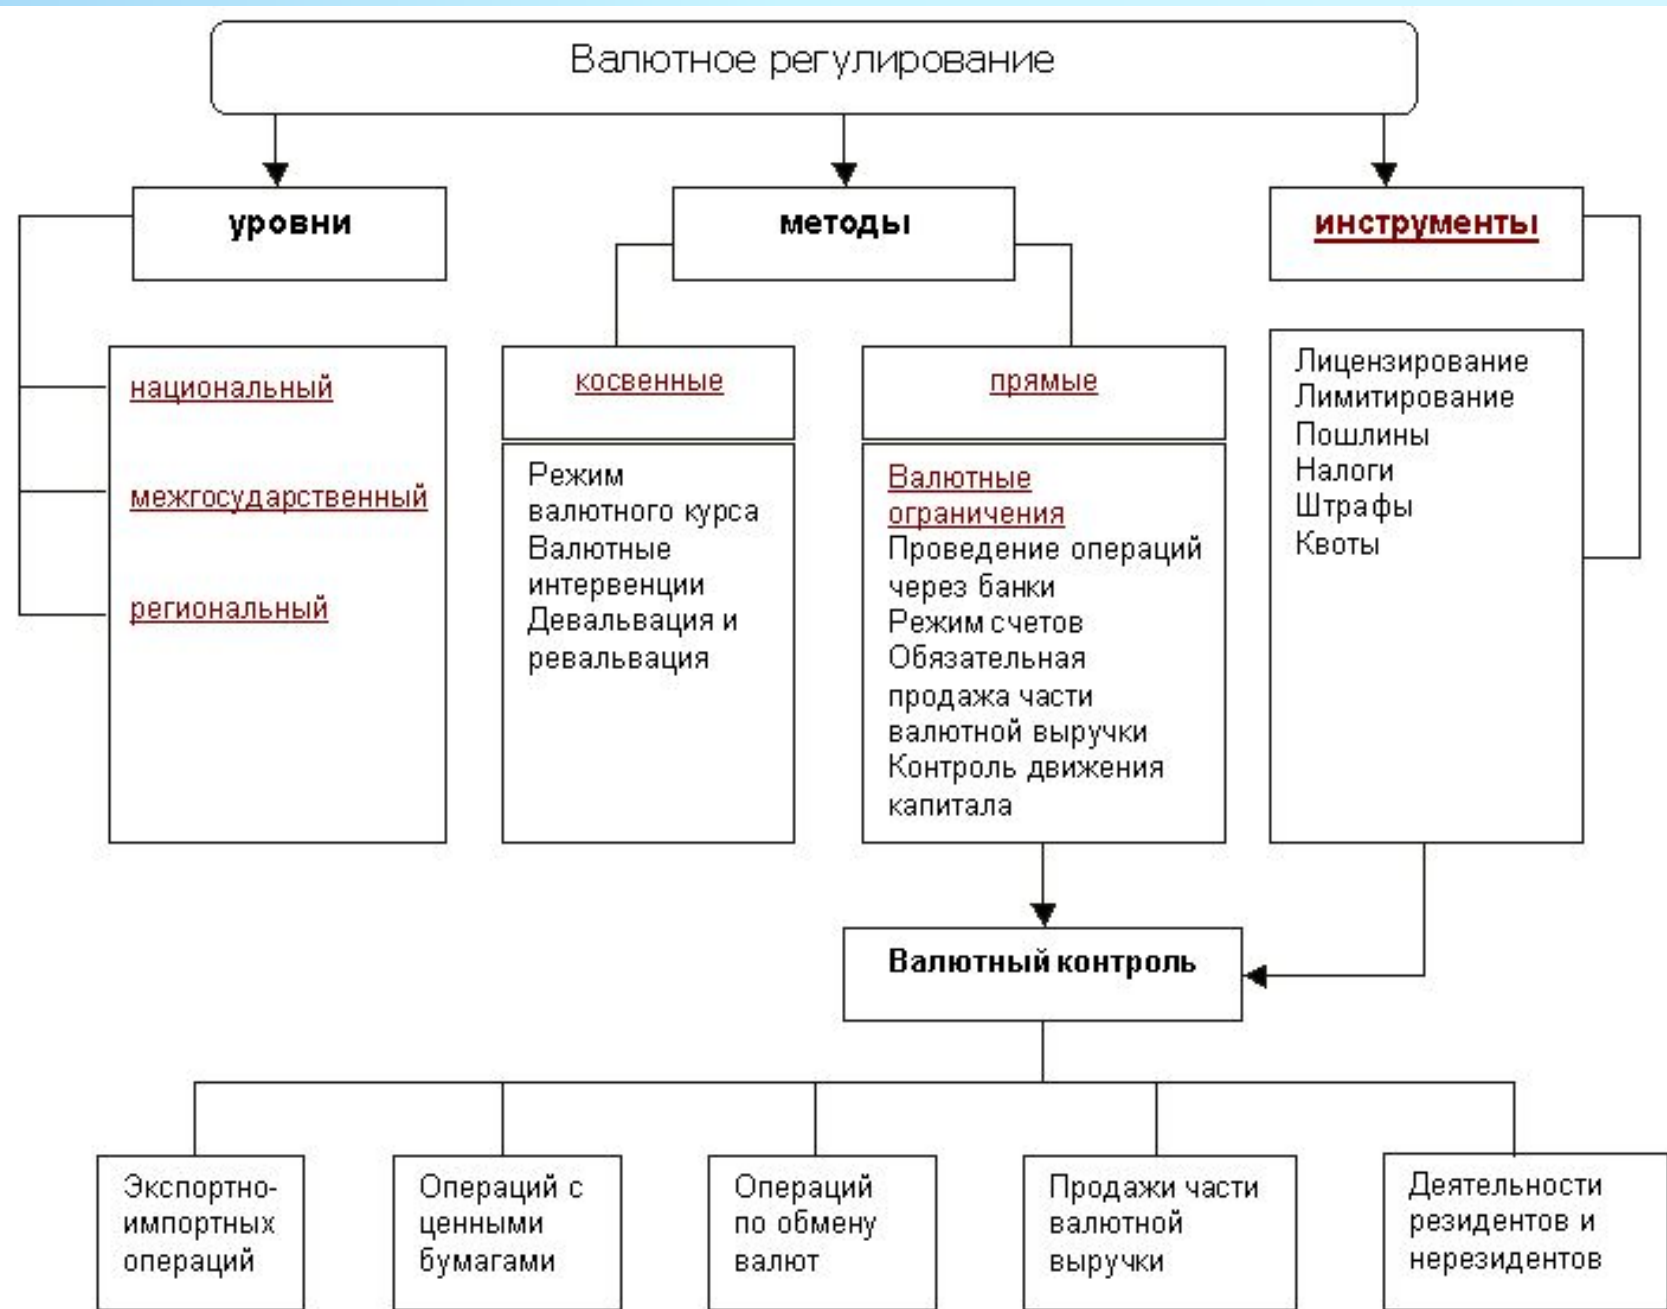 Валютное регулирование
уровни
методы
инструменты
национальный
межгосударственный
региональный
косвенные
Режим
валютного курса
Валютные
интервенции
Девальвация и
ревальвация
прямые
Валютные
ограничения
Проведение операций
через банки
Режим счетов
Обязательная
продажа части
валютной выручки
Контроль движения
капитала
Лицензирование
Лимитирование
Пошлины
Налоги
Штрафы
Квоты
Валютный контроль
Экспортно-
импортных
операций
Операций с
ценными
бумагами
Операций
по обмену
валют
Продажи части
валютной
выручки
Деятельности
резидентов и
нерезидентов